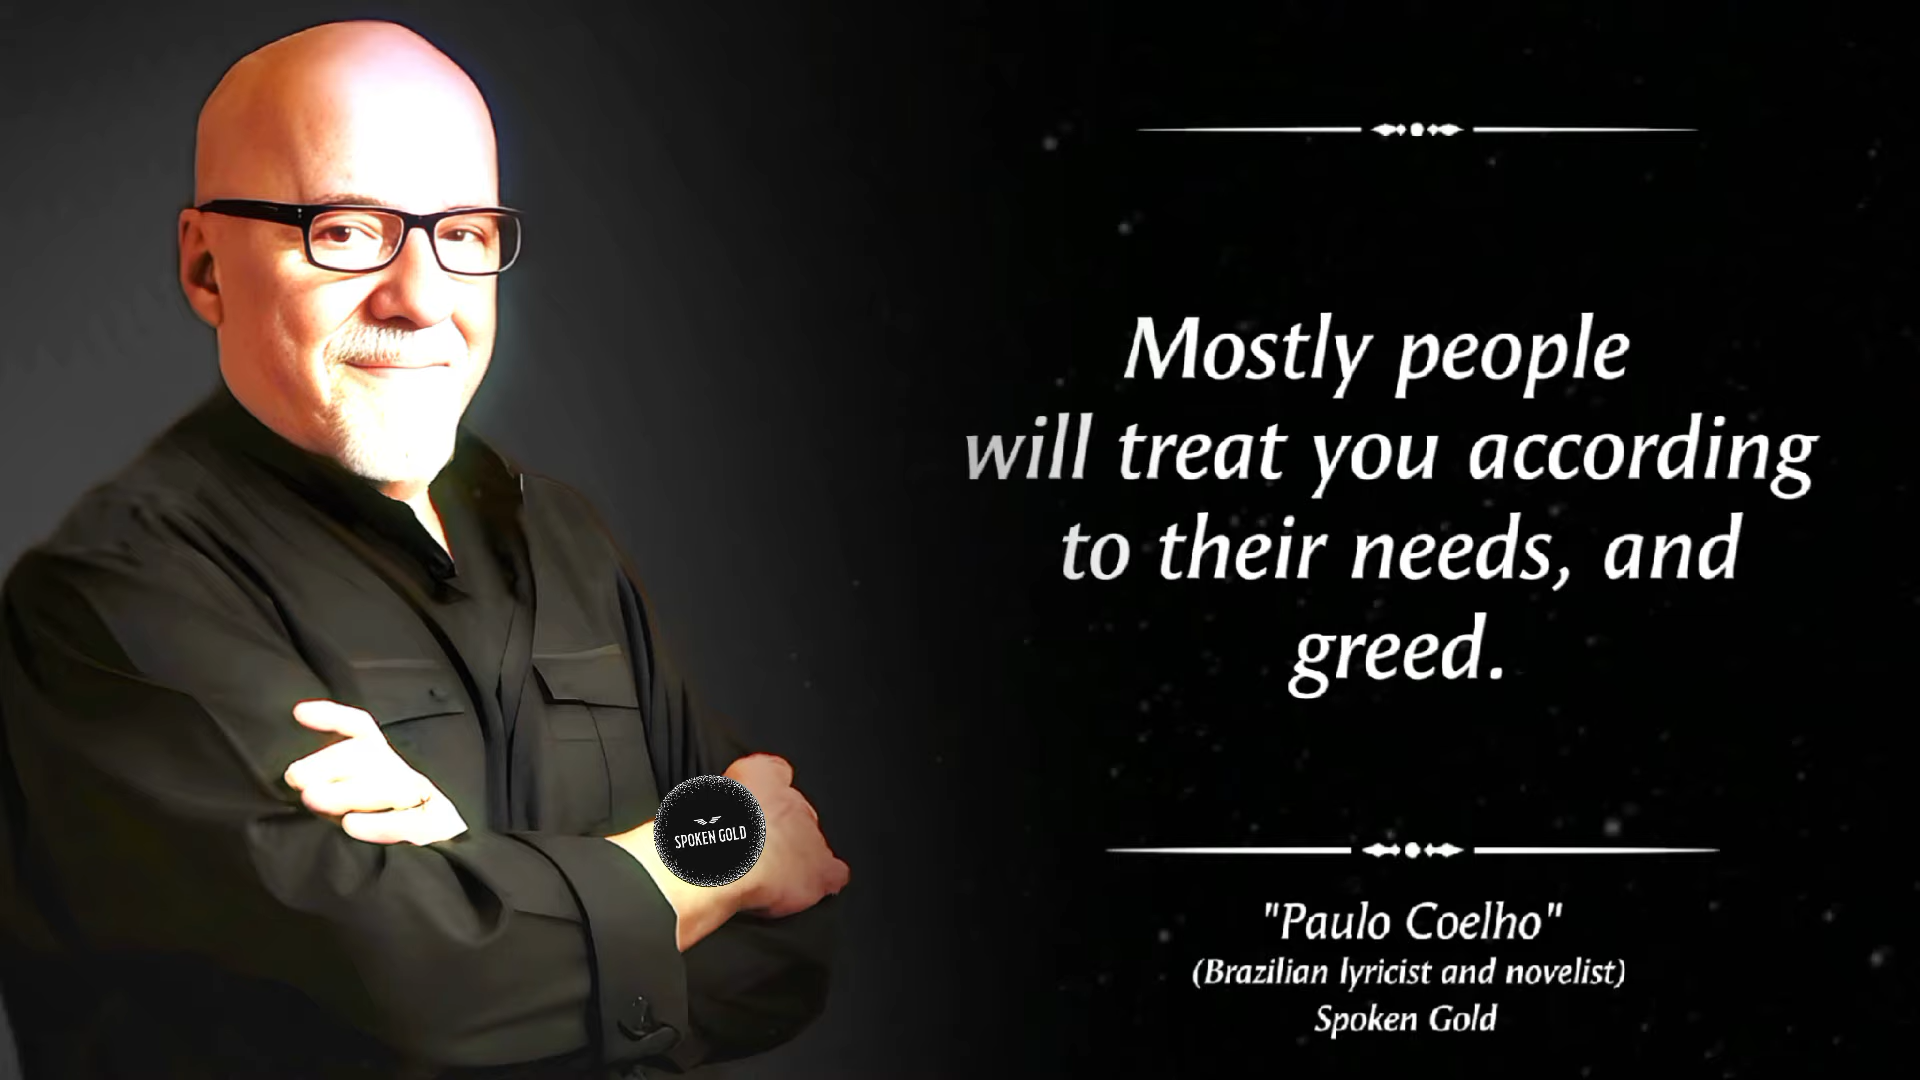 Mostly people
will treat you according
to their needs, and
greed.
SPOKEN GOLD
"Paulo Coelho"
(Brazilian lyricist and novelist)
Spoken Gold